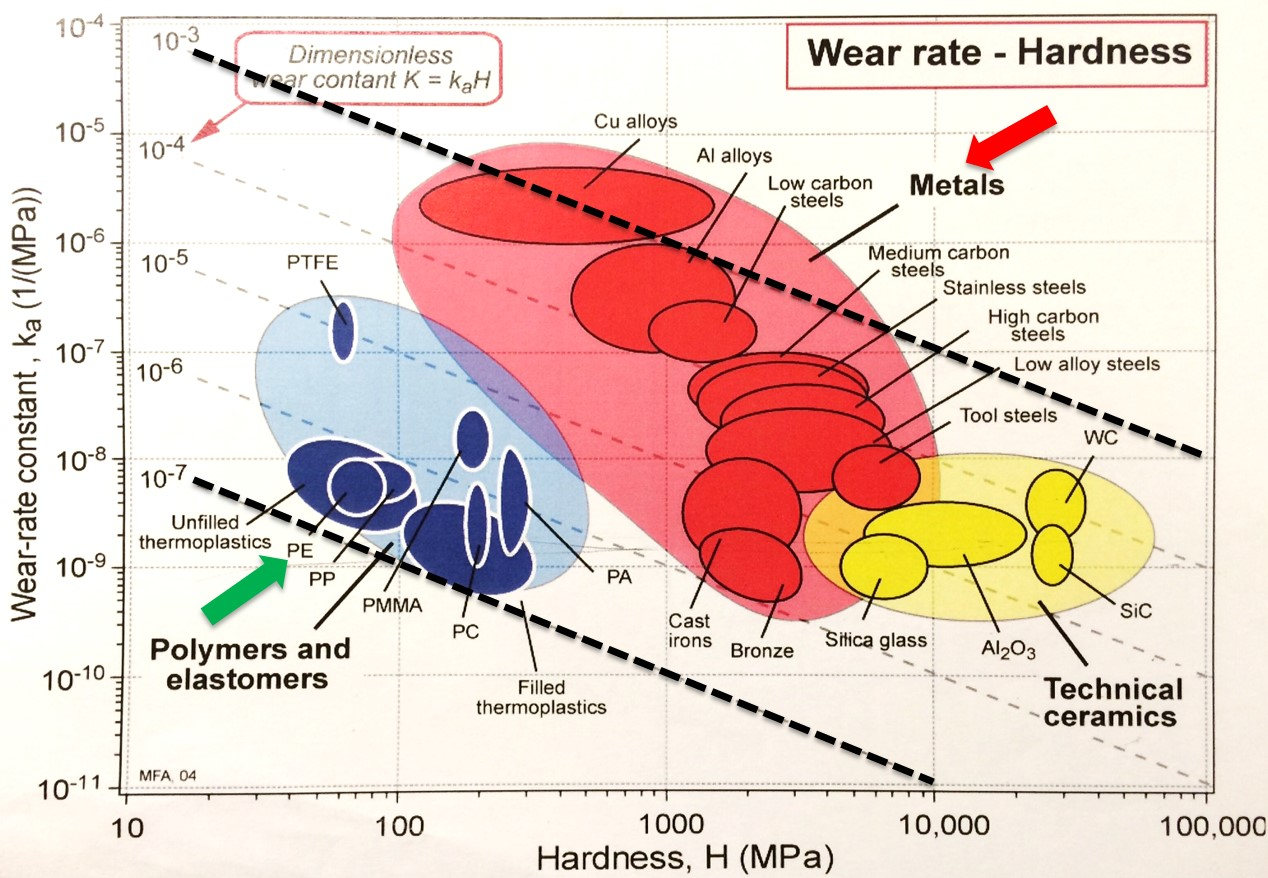 Wear rate - Hardness
Dimensionless
wear contant K = kₐH
10⁻⁴
10⁻⁵
10⁻⁶
10⁻⁷
10⁻⁸
10⁻⁹
10⁻¹⁰
10⁻¹¹
Wear-rate constant , kₐ (1/(MPa))
10⁻³
10⁻⁴
10⁻⁵
10⁻⁶
10⁻⁷
Cu alloys
Al alloys
Low carbon
steels
Metals
Medium carbon
steels
Stainless steels
High carbon
steels
Low alloy steels
Tool steels
WC
PTFE
Unfilled
thermoplastics
PE
PP
PMMA
PC
PA
Polymers and
elastomers
Filled
thermoplastics
Cast
irons
Bronze
Silica glass
Al₂O₃
SiC
Technical
ceramics
MFA, 04
10
100
1000
10,000
100,000
Hardness, H (MPa)